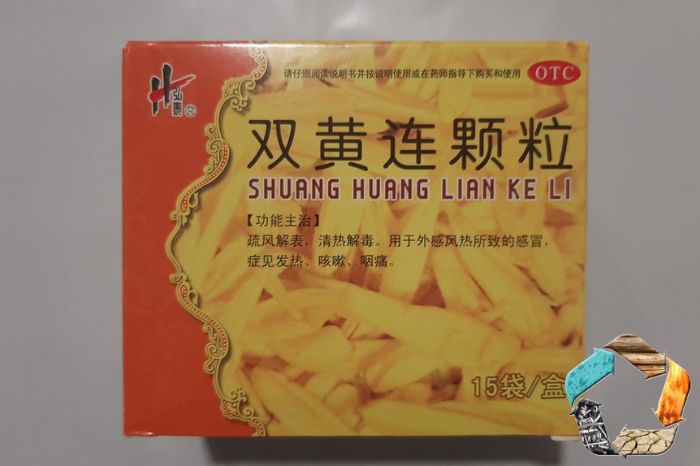 请仔细阅读说明书并按说明使用或在药师指导下购买和使用
OTC
弘泰
双黄连颗粒
SHUANG HUANG LIAN KE LI
【功能主治】
疏风解表，清热解毒。用于外感风热所致的感冒，
症见发热、咳嗽、咽痛。
15袋/盒